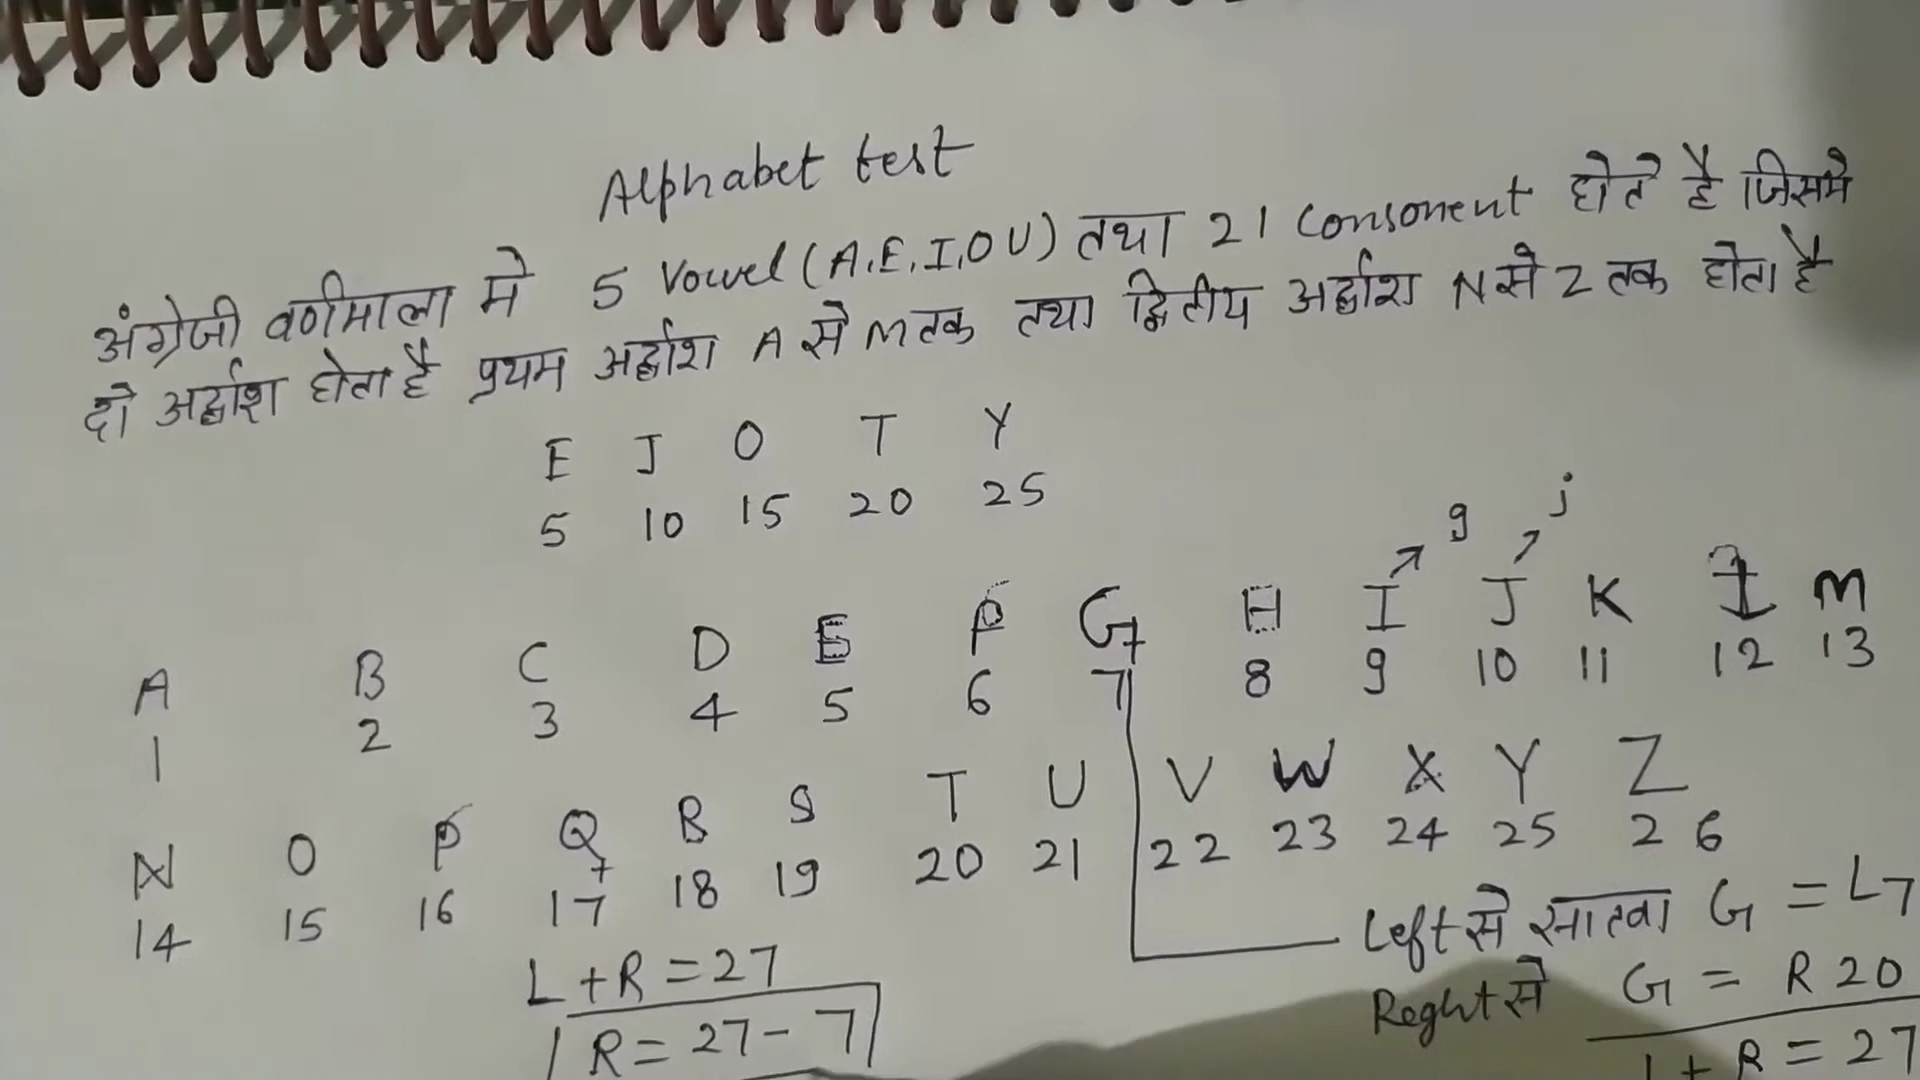 Alphabet test
अंग्रेजी वर्णमाला मे 5 Vowel (A,E,I,O U) तथा 21 Consonent होते है जिसमे
दो अर्द्धाश होता है प्रथम अर्द्धाश A से M तक तथा द्वितीय अर्द्धाश N से Z तक होता है
E J O T Y
5 10 15 20 25
g j
A B C D E F G H I J K L M
1 2 3 4 5 6 7 8 9 10 11 12 13
N O P Q R S T U V W X Y Z
14 15 16 17 18 19 20 21 22 23 24 25 26
Left से सातवा G = L7
L + R = 27
Reght से G = R 20
R = 27 - 7
L + R = 27